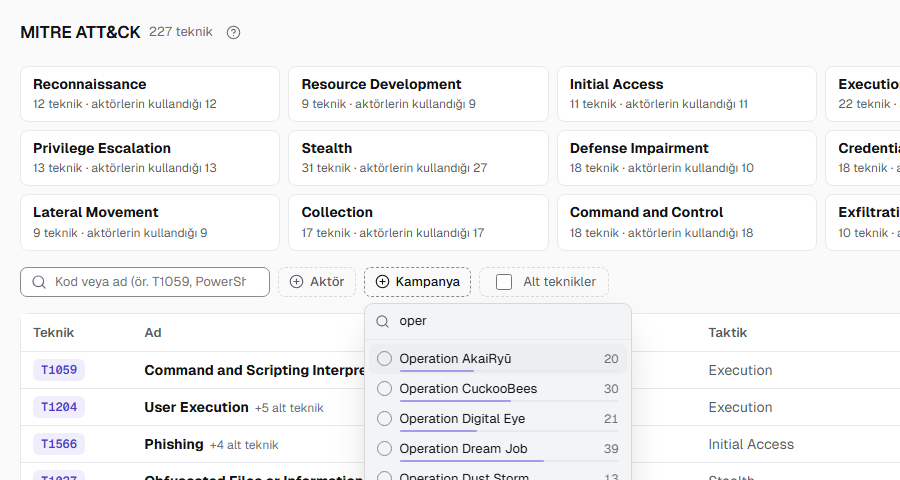 MITRE ATT&CK 227 teknik
Reconnaissance
12 teknik · aktörlerin kullandığı 12
Resource Development
9 teknik · aktörlerin kullandığı 9
Initial Access
11 teknik · aktörlerin kullandığı 11
22 teknik ·
Privilege Escalation
13 teknik · aktörlerin kullandığı 13
Stealth
31 teknik · aktörlerin kullandığı 27
Defense Impairment
18 teknik · aktörlerin kullandığı 10
18 teknik ·
Lateral Movement
9 teknik · aktörlerin kullandığı 9
Collection
17 teknik · aktörlerin kullandığı 17
Command and Control
18 teknik · aktörlerin kullandığı 18
10 teknik ·
Kod veya ad (ör. T1059, PowerSh
Aktör
Kampanya
Alt teknikler
oper
Operation AkaiRyū 20
Operation CuckooBees 30
Operation Digital Eye 21
Operation Dream Job 39
Operation Dust Storm 13
Teknik Ad Taktik
T1059 Command and Scripting Execution
T1204 User Execution +5 alt teknik Execution
T1566 Phishing +4 alt teknik Initial Access
T1027 Obfuscated Files or Information Stealth